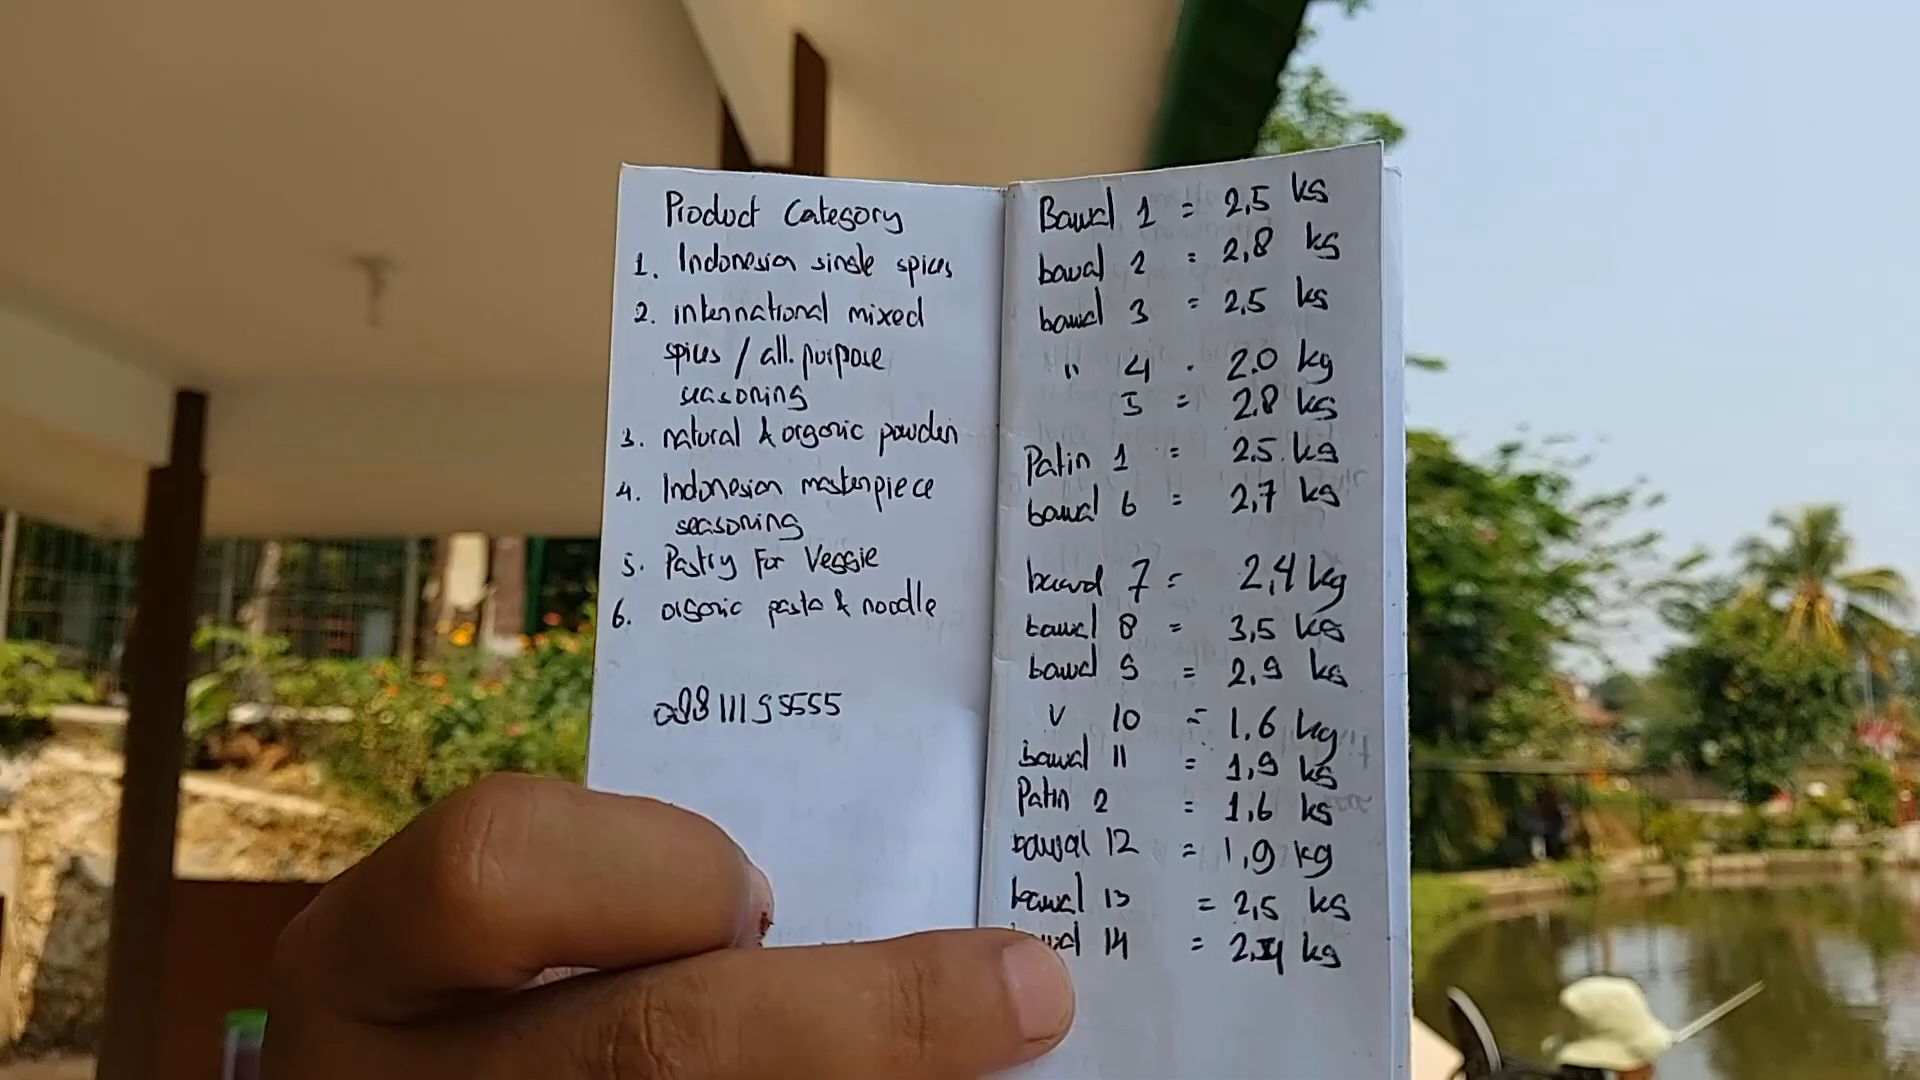 Product Category
1. Indonesian single spices
2. international mixed
spices / all. purpose
seasoning
3. natural & organic powder
4. Indonesian masterpiece
seasoning
5. Pastry For Veggie
6. organic pasta & noodle
Bawal 1 = 2,5 kg
bawal 2 = 2,8 kg
bawal 3 = 2,5 kg
" 4 . 2.0 kg
5 = 2.8 kg
Patin 1 = 2.5 kg
bawal 6 = 2,7 kg
bawal 7 = 2,4 kg
bawal 8 = 3,5 kg
bawal 9 = 2,9 kg
10 = 1.6 kg
bawal 11 = 1,9 kg
Patin 2 = 1,6 kg
bawal 12 = 1,9 kg
bawal 13 = 2,5 kg
14 = kg